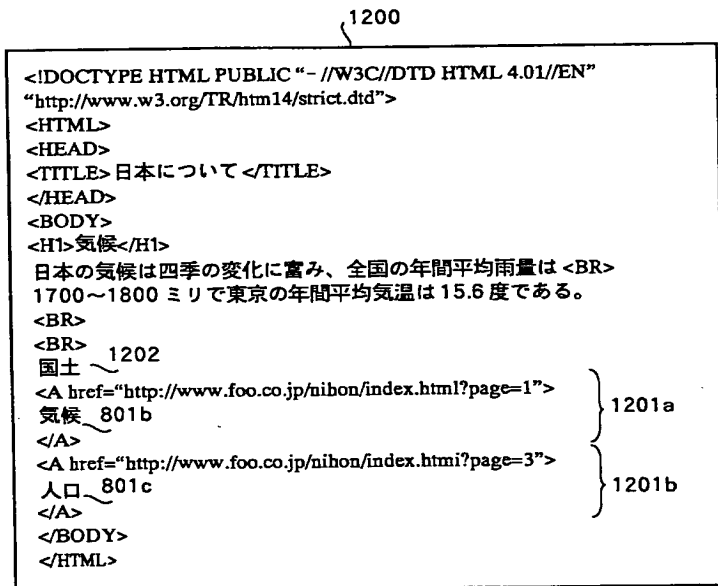 1200
<!DOCTYPE HTML PUBLIC “- //W3C//DTD HTML 4.01//EN”
“http://www.w3.org/TR/htm14/strict.dtd”>
<HTML>
<HEAD>
<TITLE>日本について</TITLE>
</HEAD>
<BODY>
<H1>気候</H1>
日本の気候は四季の変化に富み、全国の年間平均雨量は <BR>
1700～1800 ミリで東京の年間平均気温は 15.6 度である。
<BR>
<BR>
国土 1202
<A href=“http://www.foo.co.jp/nihon/index.html?page=1”>
気候 801b
</A>
1201a
<A href=“http://www.foo.co.jp/nihon/index.htmi?page=3”>
人口 801c
</A>
1201b
</BODY>
</HTML>